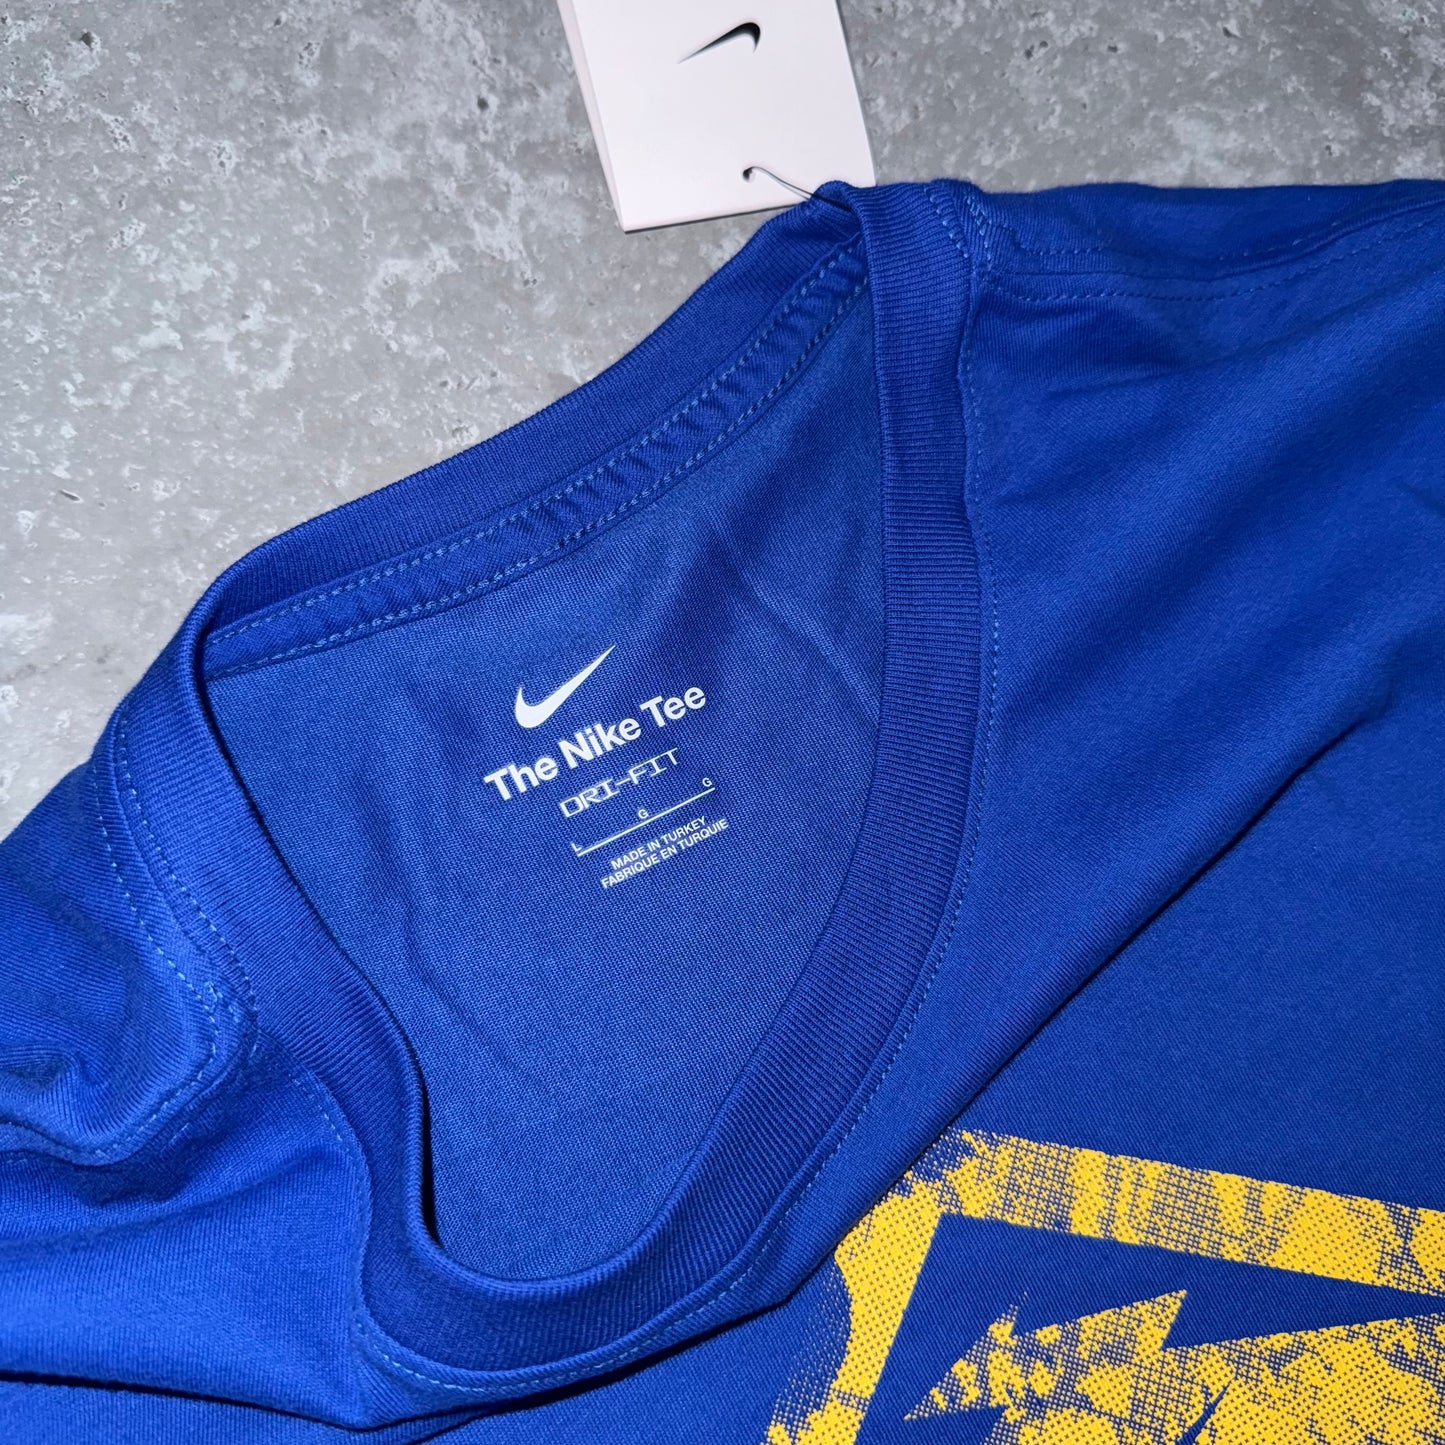 The Nike Tee
DRI-FIT
L G G
MADE IN TURKEY
FABRIQUE EN TURQUIE